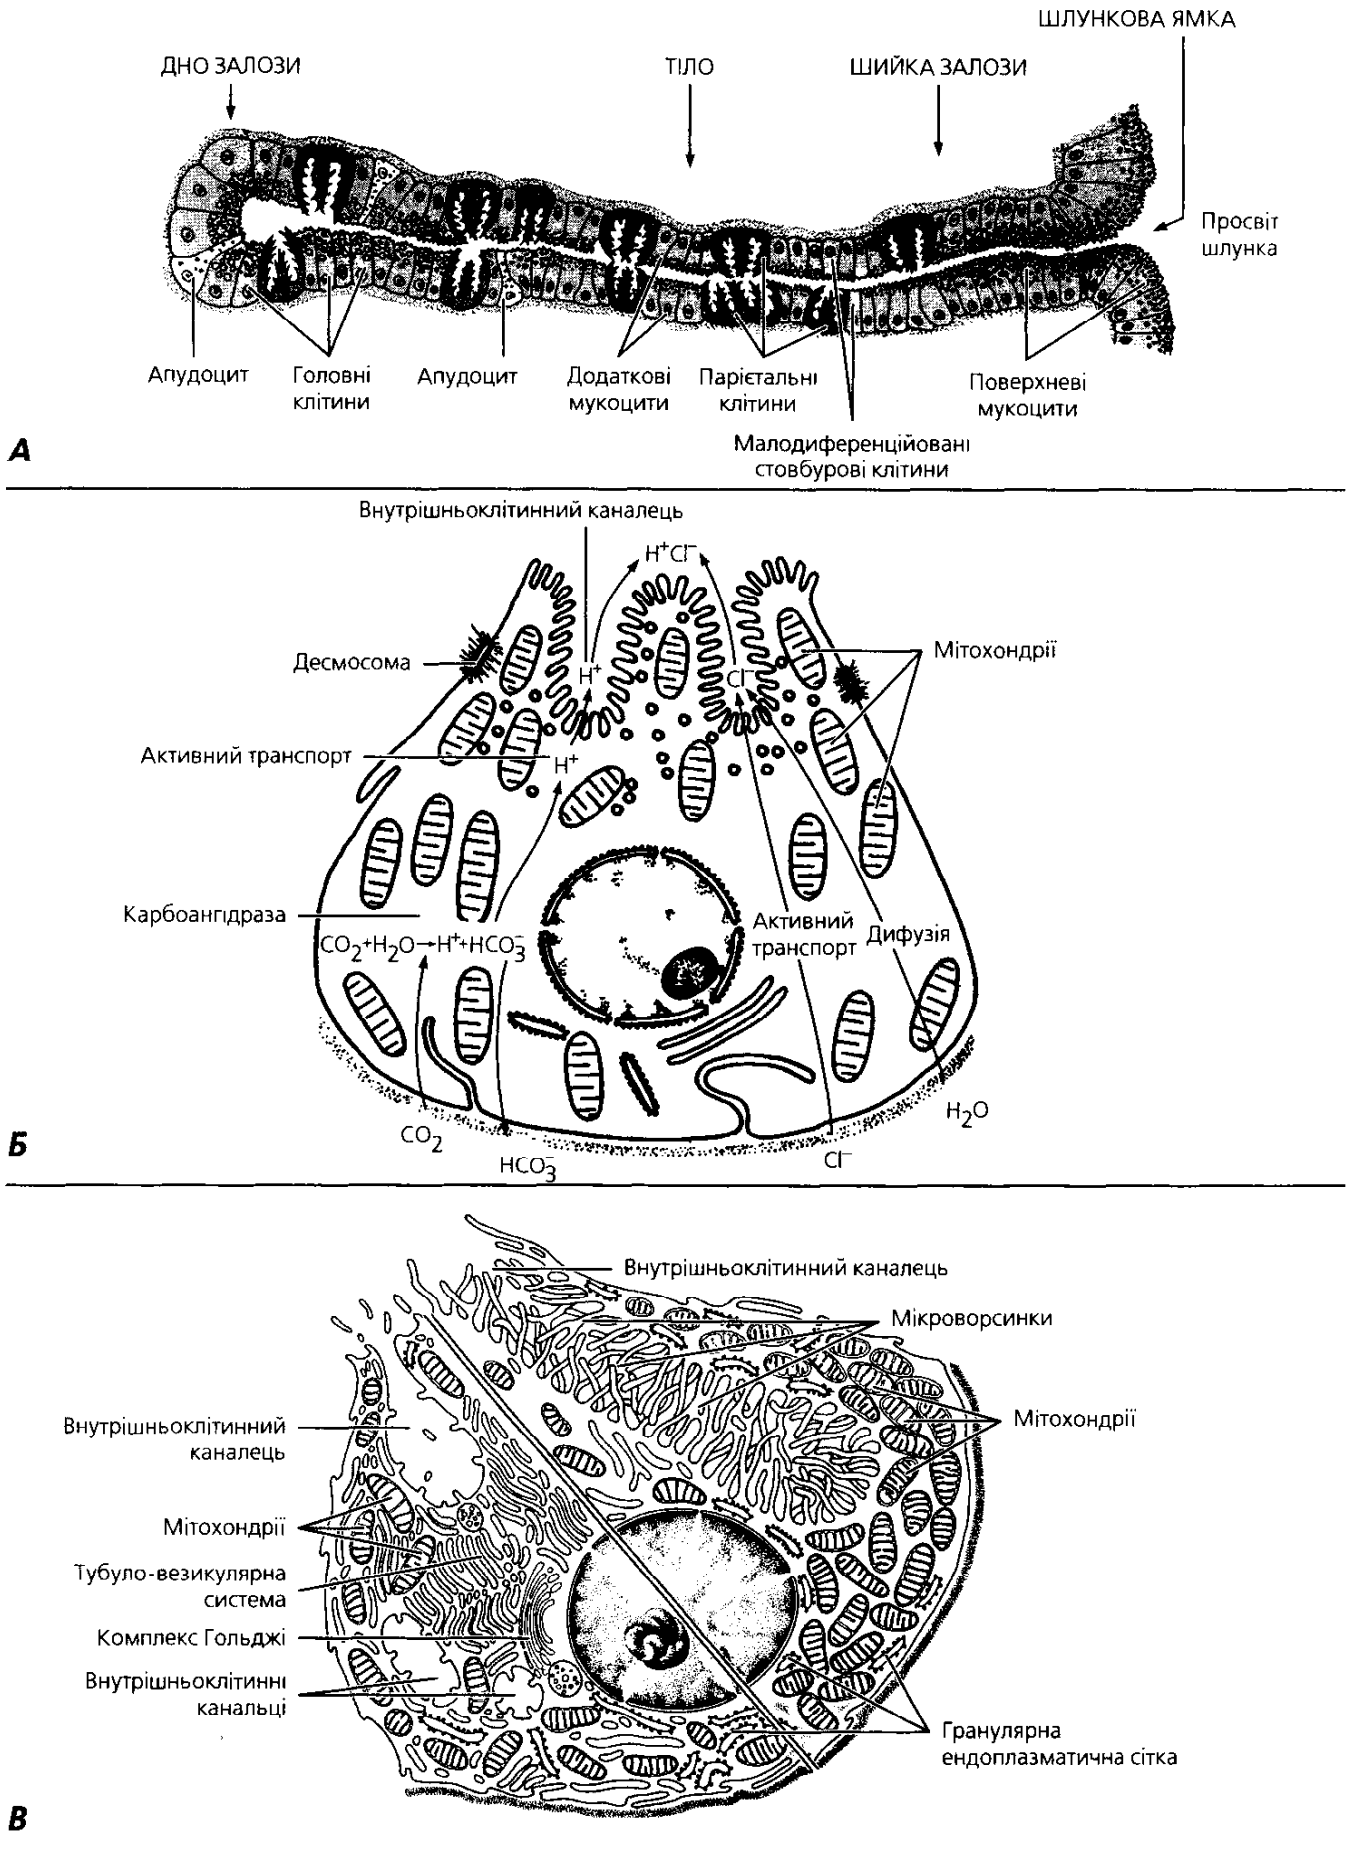 ШЛУНКОВА ЯМКА
ДНО ЗАЛОЗИ
ТІЛО
ШИЙКА ЗАЛОЗИ
Просвіт
шлунка
Апудоцит
Головні
клітини
Апудоцит
Додаткові
мукоцити
Парієтальні
клітини
Поверхневі
мукоцити
Малодиференційовані
стовбурові клітини
А
Внутрішньоклітинний каналець
H⁺Cl⁻
Десмосома
H⁺
Cl⁻
Мітохондрії
Активний транспорт
H⁺
Карбоангідраза
CO₂+H₂O→H⁺+HCO₃⁻
Активний
транспорт
Дифузія
CO₂
HCO₃⁻
Cl⁻
H₂O
Б
Внутрішньоклітинний каналець
Мікроворсинки
Мітохондрії
Внутрішньоклітинний
каналець
Мітохондрії
Тубуло-везикулярна
система
Комплекс Гольджі
Внутрішньоклітинні
канальці
Гранулярна
ендоплазматична сітка
В